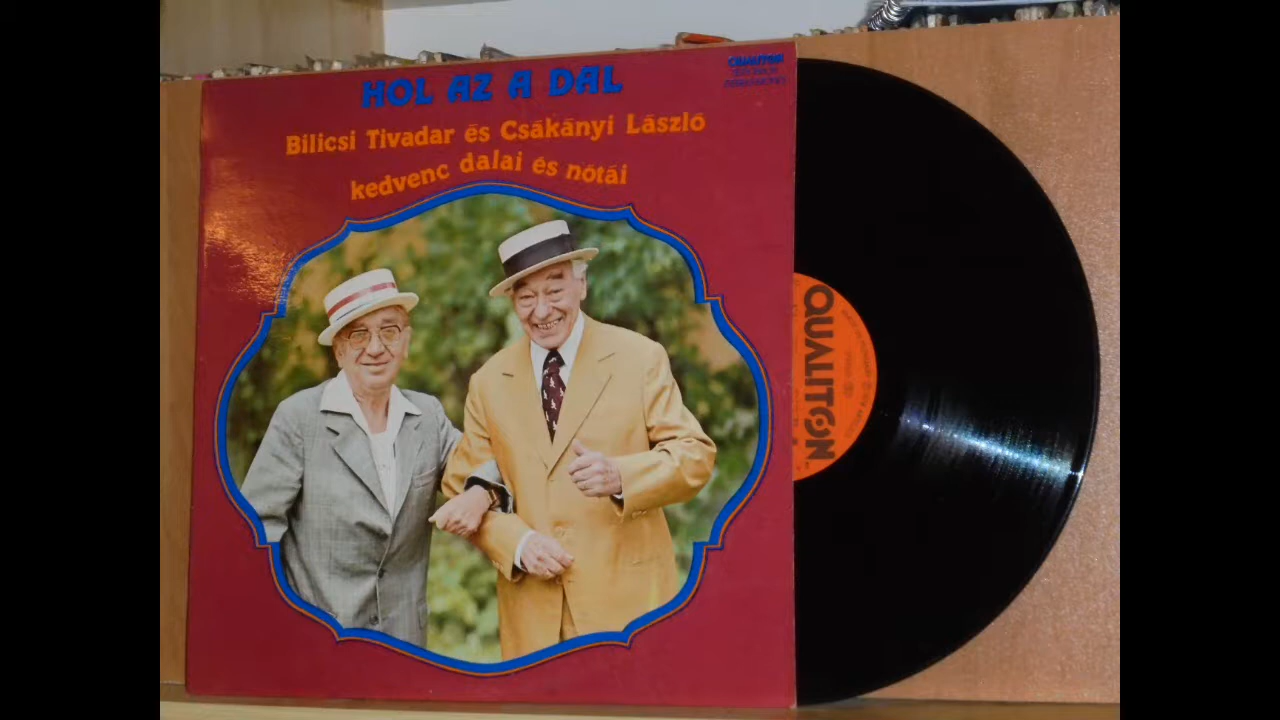 HOL AZ A DAL
Bilicsi Tivadar és Csákányi László
kedvenc dalai és nótái
QUALITON
QUALITON